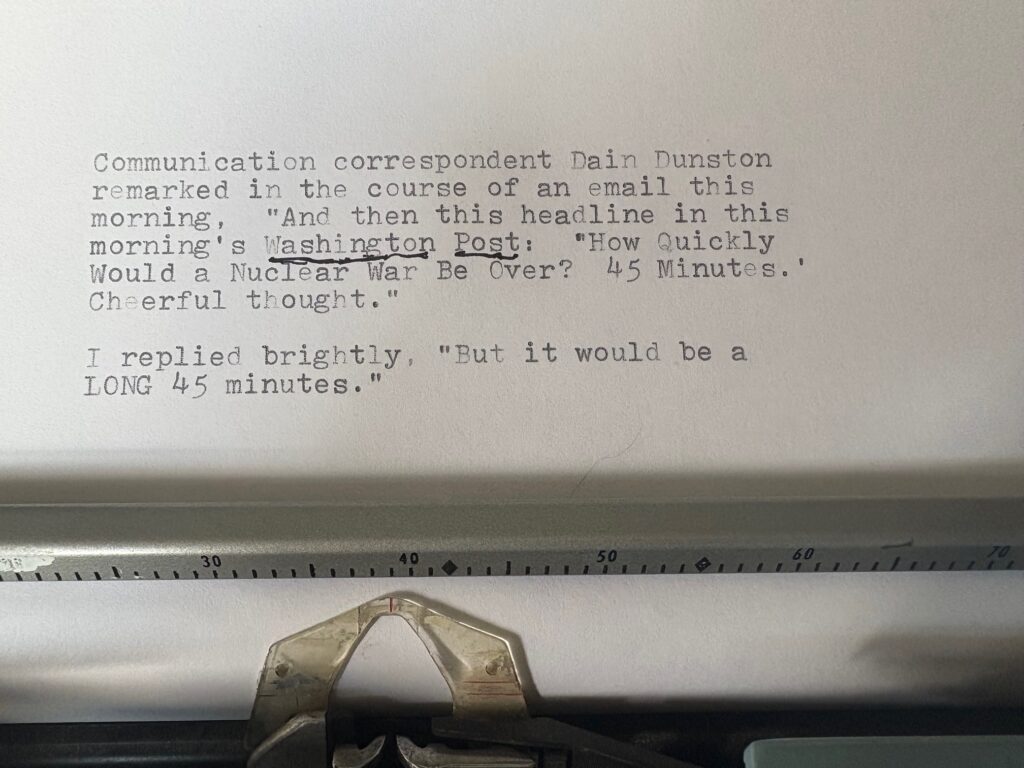 Communication correspondent Dain Dunston
remarked in the course of an email this
morning,  "And then this headline in this
morning's Washington Post:  "How Quickly
Would a Nuclear War Be Over?  45 Minutes.'
Cheerful thought."

I replied brightly, "But it would be a
LONG 45 minutes."
30 40 50 60 70